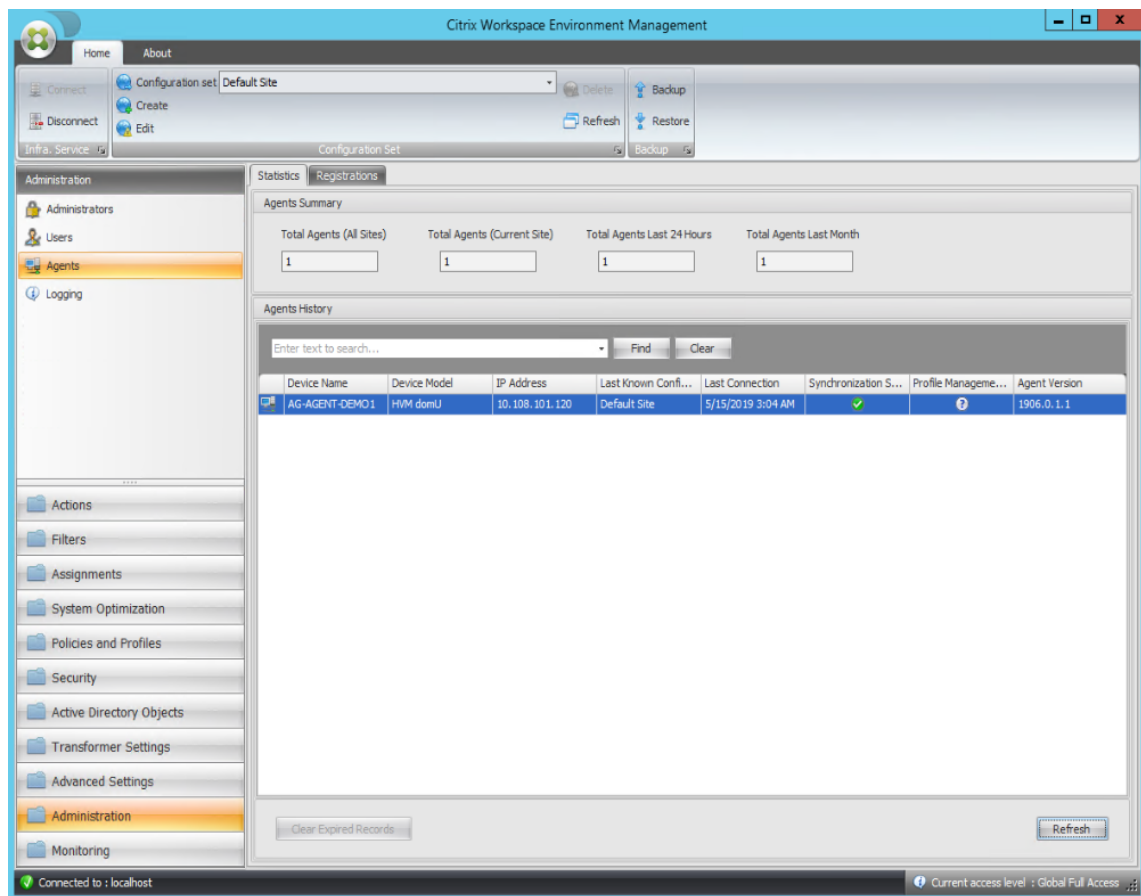 Citrix Workspace Environment Management
Home About
Connect
Disconnect
Infra. Service
Configuration set Default Site
Create
Edit
Delete
Refresh
Configuration Set
Backup
Restore
Backup
Administration
Administrators
Users
Agents
Logging
Actions
Filters
Assignments
System Optimization
Policies and Profiles
Security
Active Directory Objects
Transformer Settings
Advanced Settings
Administration
Monitoring
Statistics Registrations
Agents Summary
Total Agents (All Sites) Total Agents (Current Site) Total Agents Last 24 Hours Total Agents Last Month
1 1 1 1
Agents History
Enter text to search... Find Clear
Device Name Device Model IP Address Last Known Confi... Last Connection Synchronization S... Profile Manageme... Agent Version
AG-AGENT-DEMO1 HVM domU 10.108.101.120 Default Site 5/15/2019 3:04 AM 1906.0.1.1
Clear Expired Records Refresh
Connected to : localhost Current access level : Global Full Access